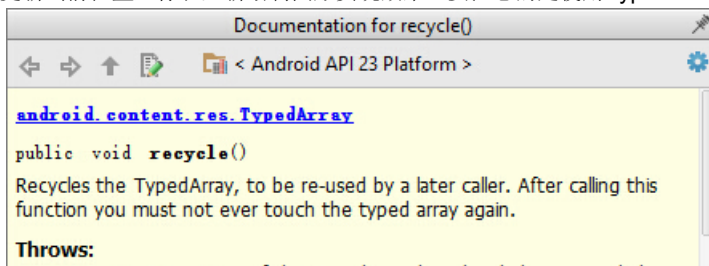 Documentation for recycle()
< Android API 23 Platform >
android.content.res.TypedArray
public void recycle()
Recycles the TypedArray, to be re-used by a later caller. After calling this
function you must not ever touch the typed array again.
Throws: